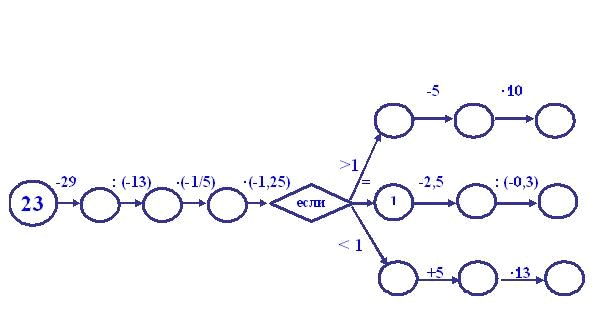 -5 ·10
>1
-29 : (-13) ·(-1/5) ·(-1,25) = -2,5 : (-0,3)
23 если 1
< 1
+5 ·13